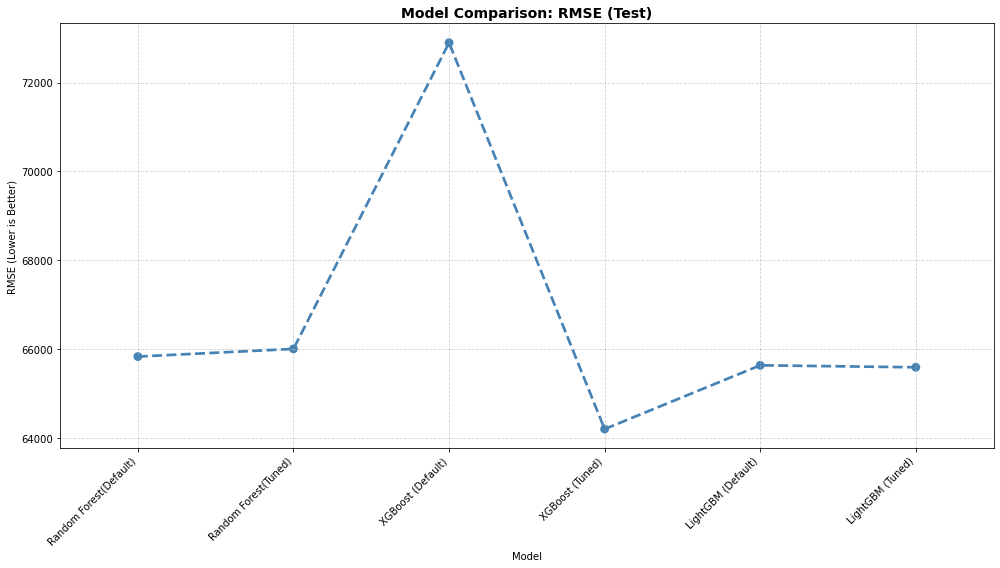 Model Comparison: RMSE (Test)
RMSE (Lower is Better)
72000
70000
68000
66000
64000
Random Forest(Default)
Random Forest(Tuned)
XGBoost (Default)
XGBoost (Tuned)
LightGBM (Default)
LightGBM (Tuned)
Model